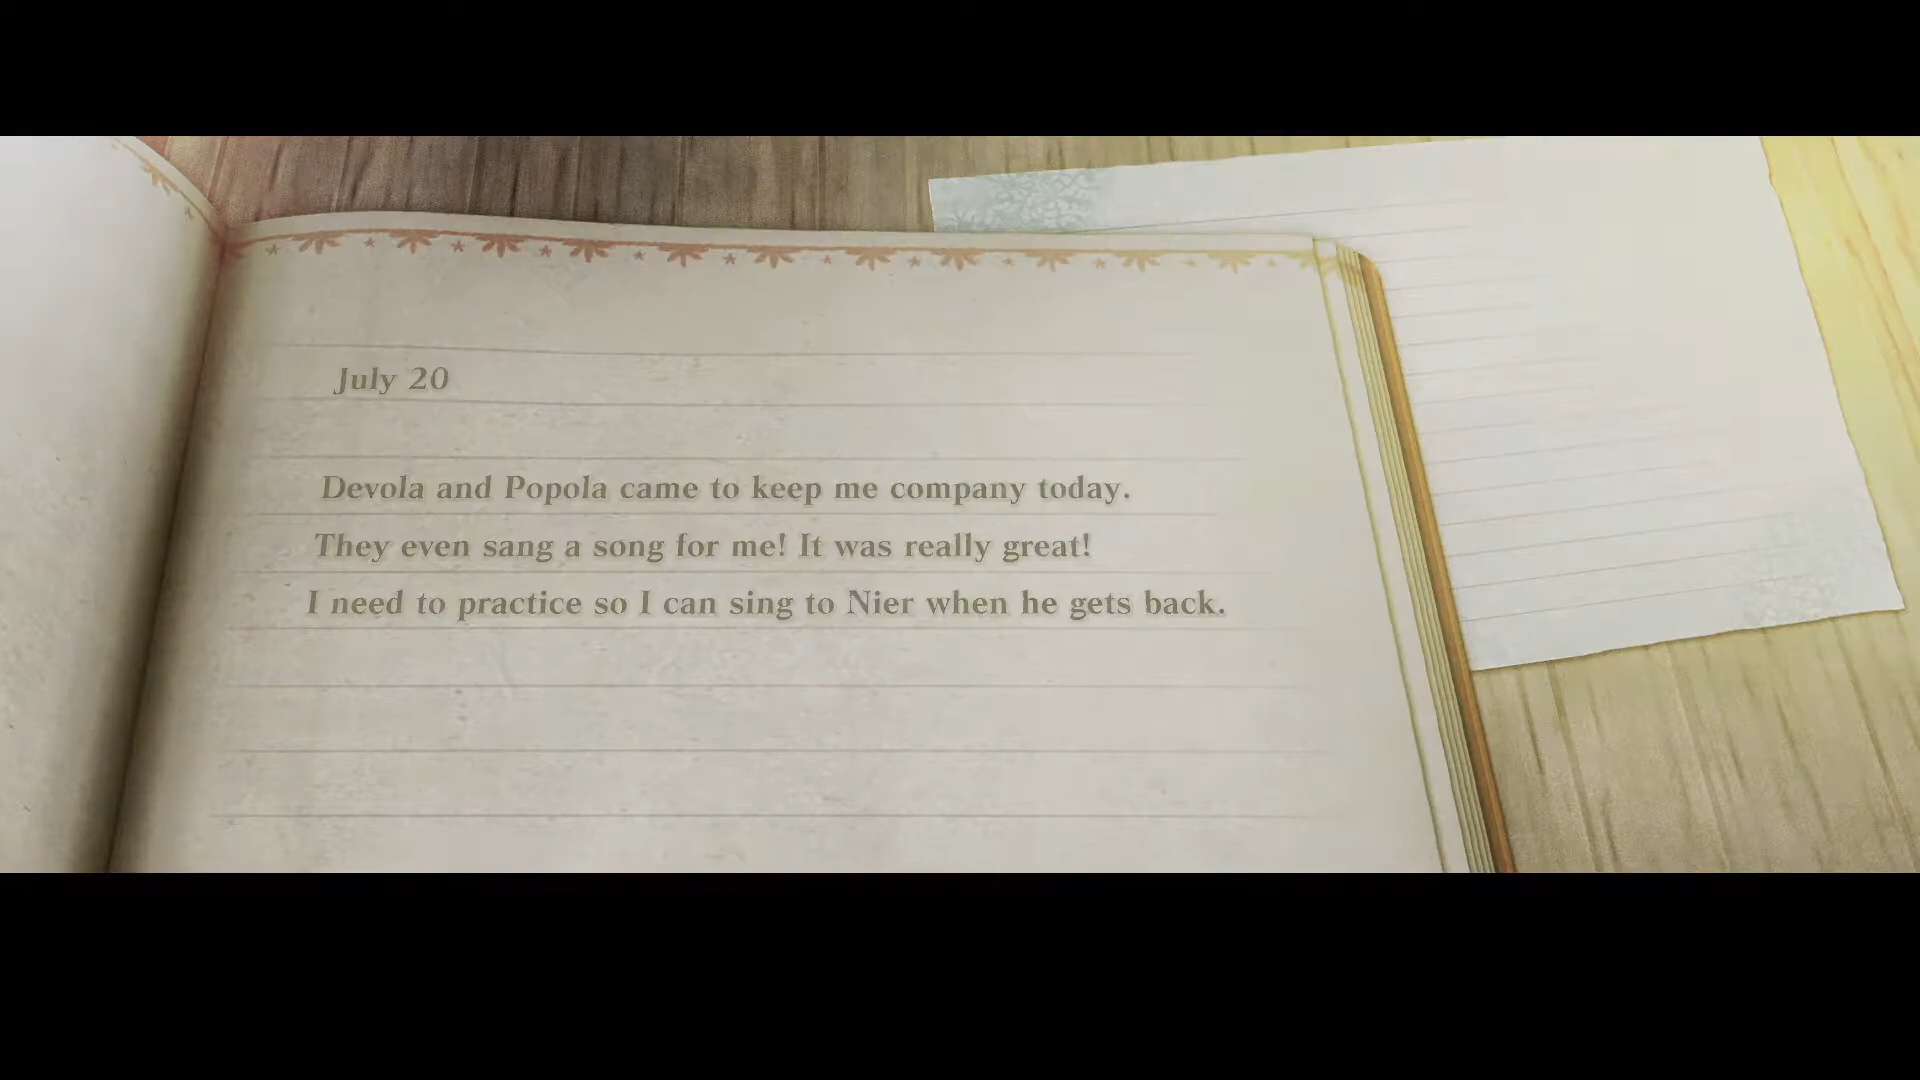 July 20
Devola and Popola came to keep me company today.
They even sang a song for me! It was really great!
I need to practice so I can sing to Nier when he gets back.